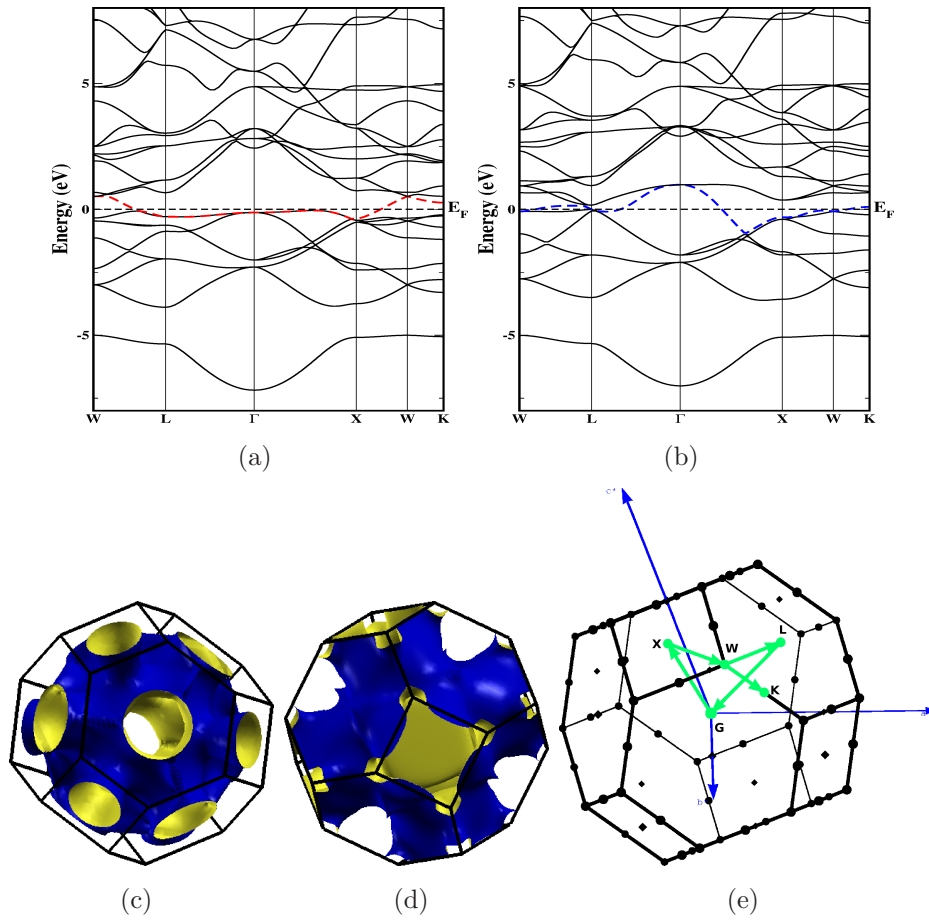 5
0
-5
Energy (eV)
E_F
W L Γ X W K
(a)
5
0
-5
Energy (eV)
E_F
W L Γ X W K
(b)
X
W
L
K
G
b
(c)
(d)
(e)